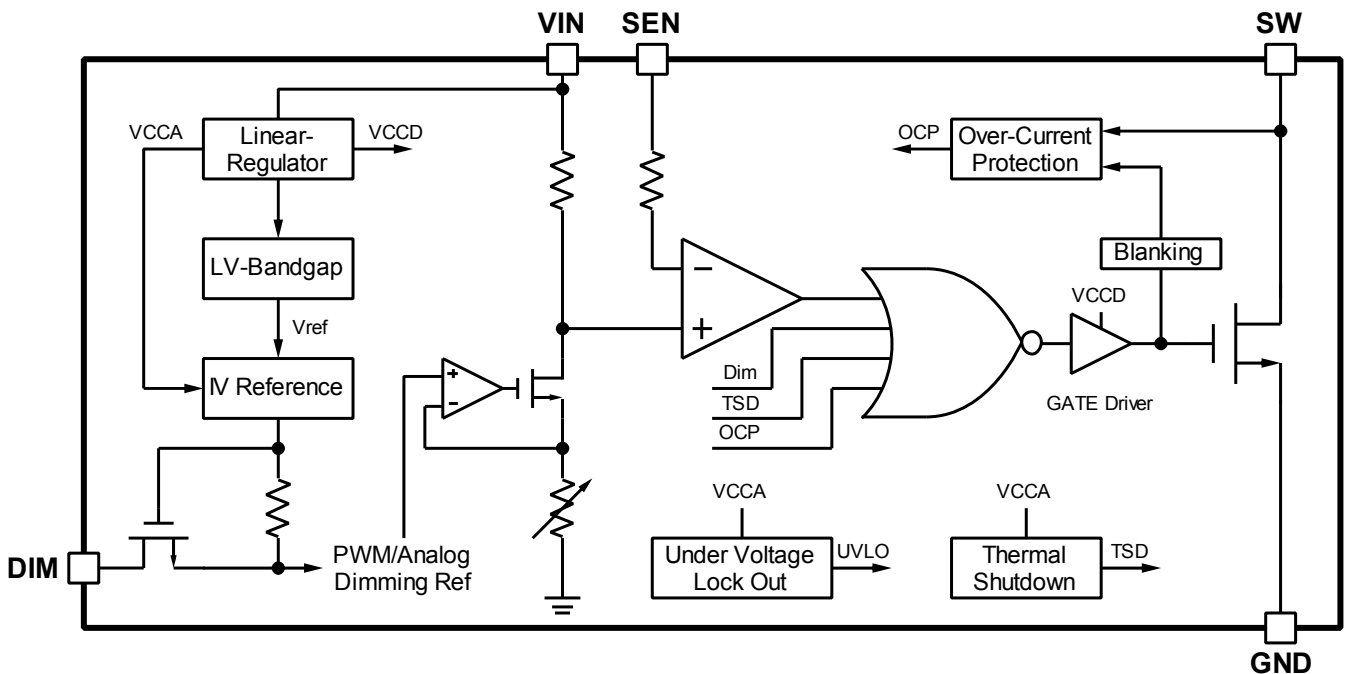 VIN
SEN
SW
VCCA
Linear-
Regulator
VCCD
OCP
Over-Current
Protection
LV-Bandgap
Blanking
Vref
VCCD
−
+
IV Reference
+
-
Dim
TSD
OCP
GATE Driver
DIM
PWM/Analog
Dimming Ref
VCCA
Under Voltage
Lock Out
UVLO
VCCA
Thermal
Shutdown
TSD
GND